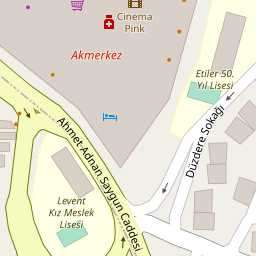 Cinema
Pink
Akmerkez
Etiler 50.
Yıl Lisesi
Ahmet Adnan Saygun Caddesi
Düzdere Sokağı
Levent
Kız Meslek
Lisesi